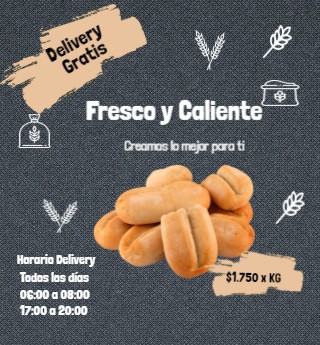 Delivery
Gratis
Fresco y Caliente
Creamos lo mejor para ti
Horario Delivery
Todos los días
06:00 a 08:00
17:00 a 20:00
$1.750 x KG